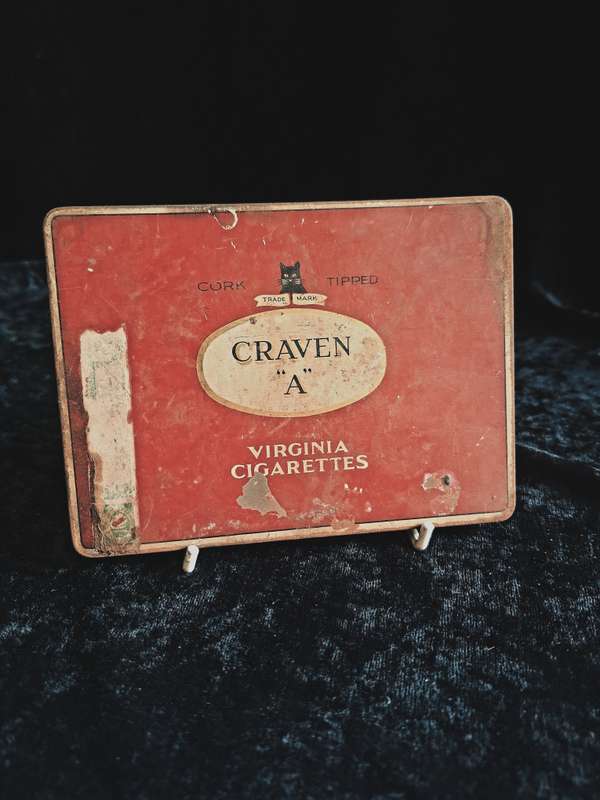 CORK TIPPED
TRADE MARK
CRAVEN
"A"
VIRGINIA
CIGARETTES